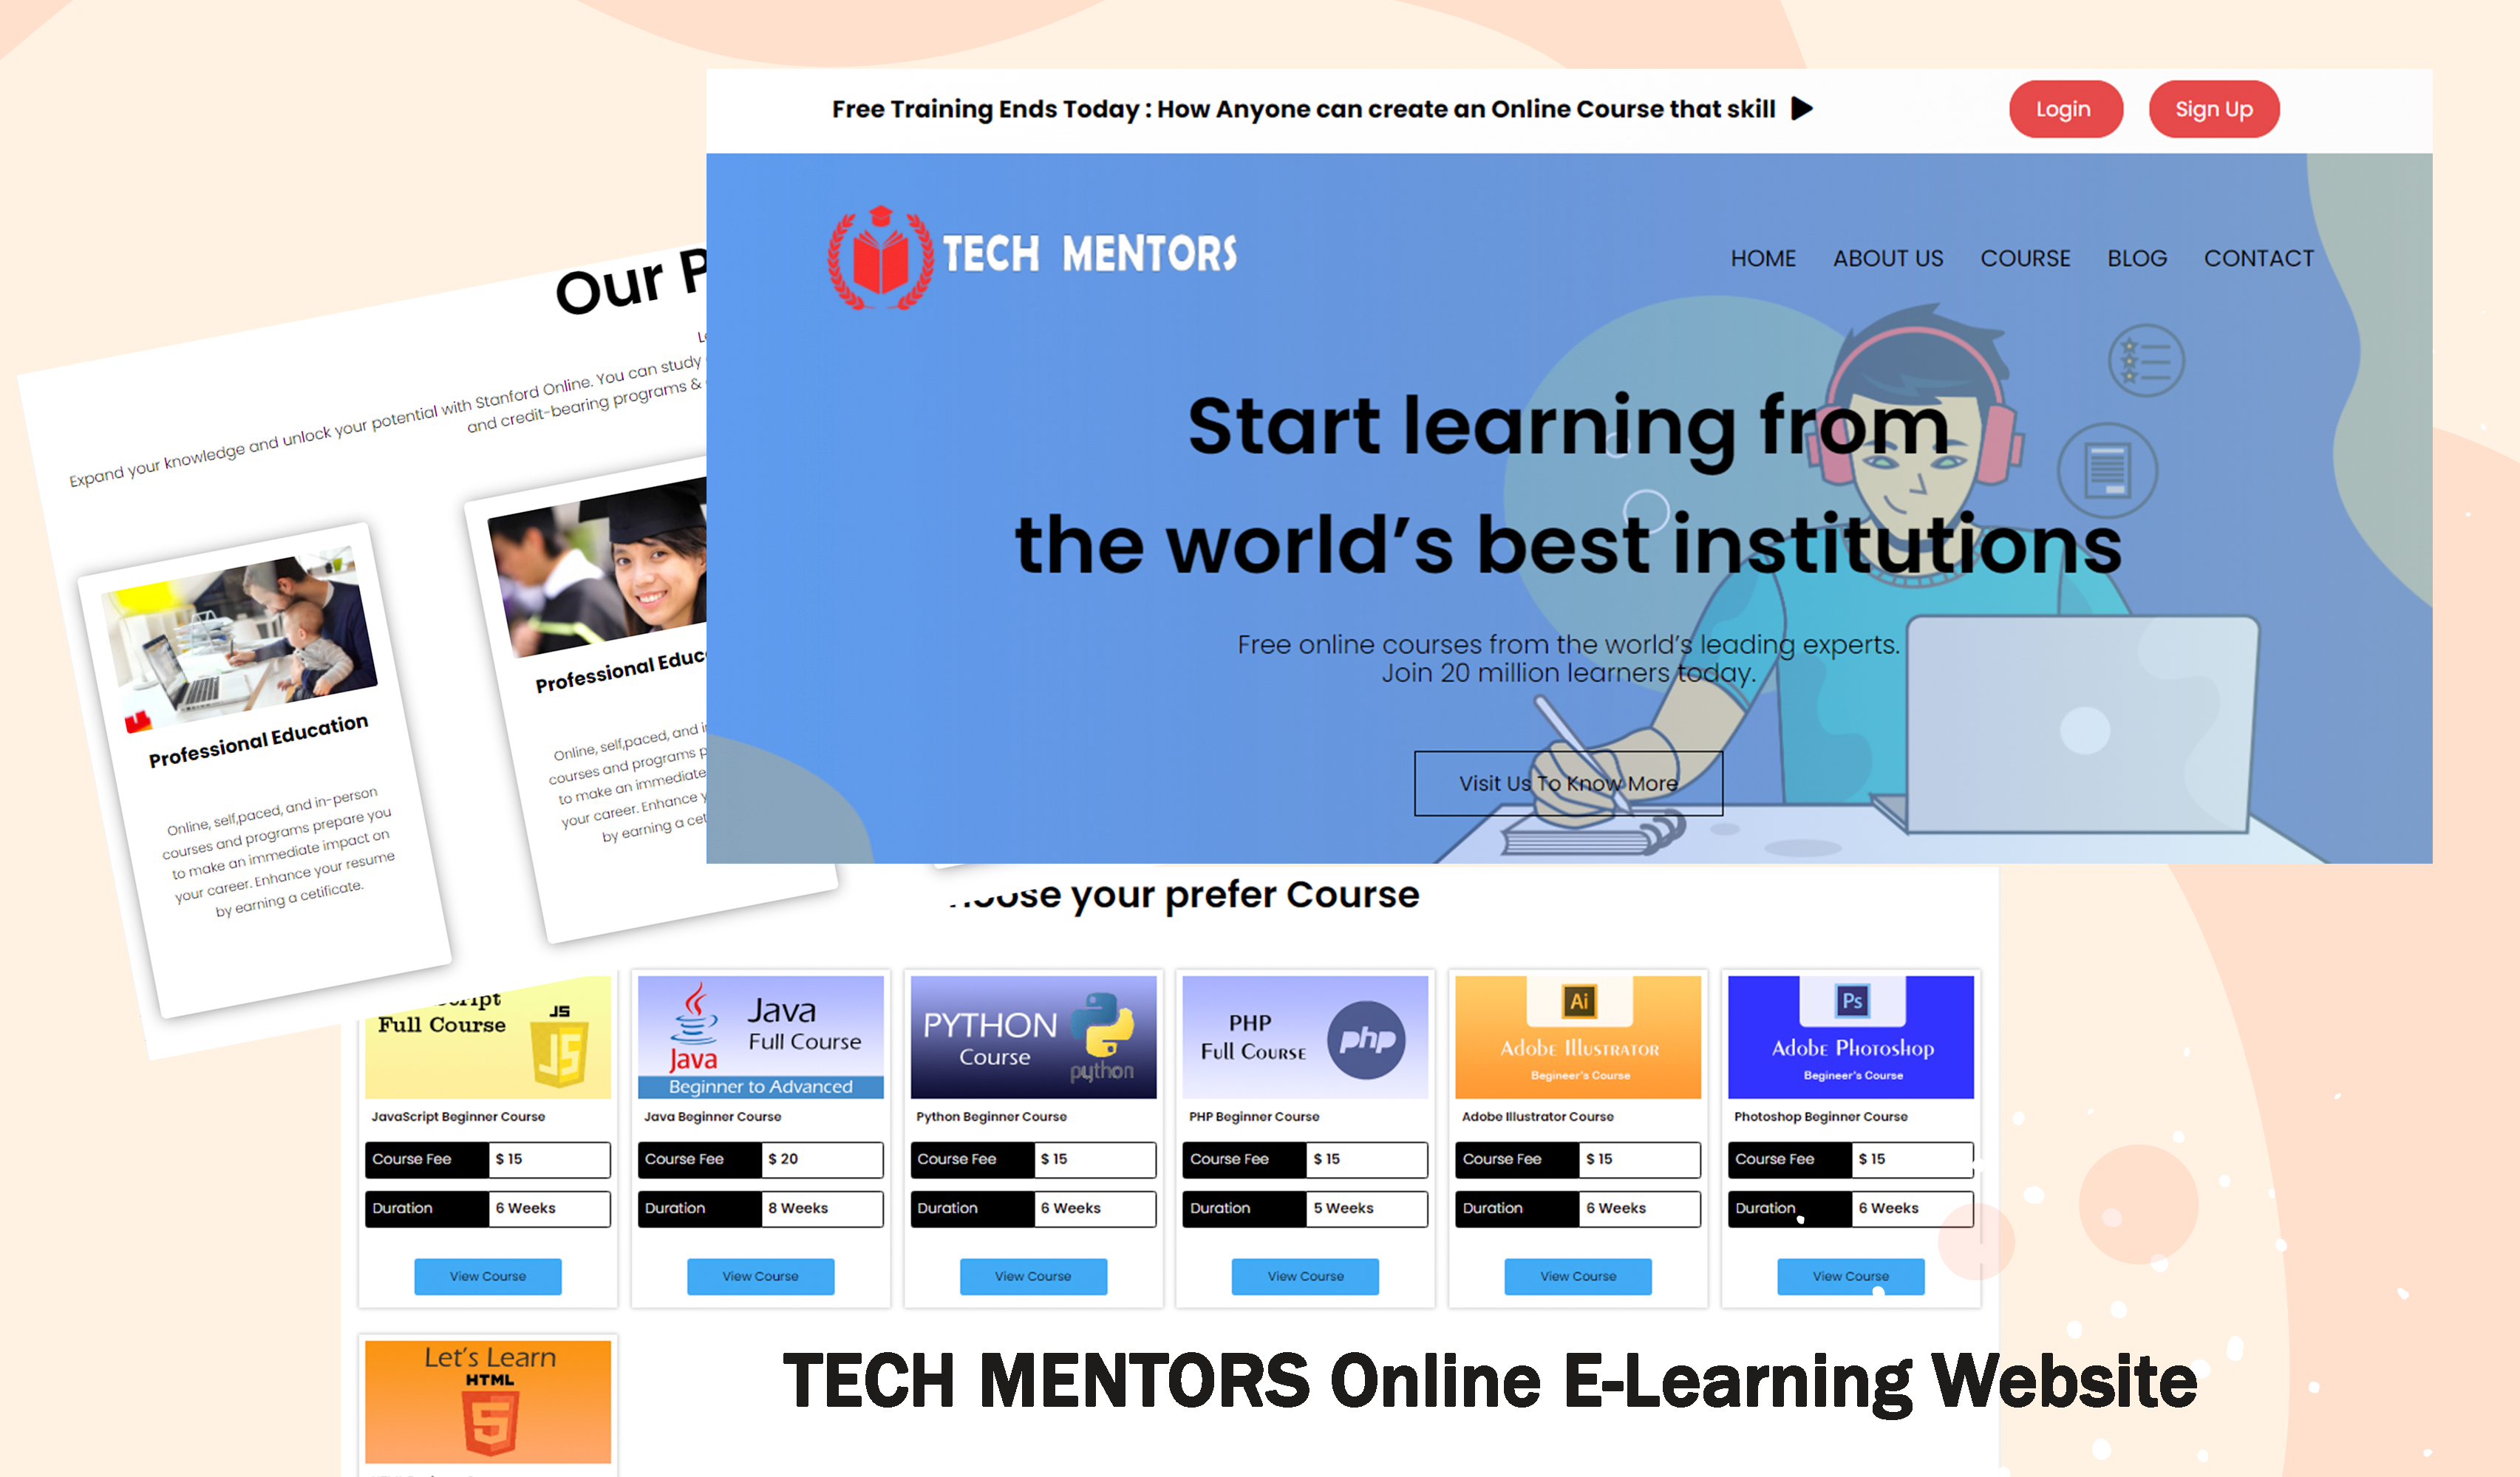 Free Training Ends Today : How Anyone can create an Online Course that skill
Login
Sign Up
TECH MENTORS
HOME
ABOUT US
COURSE
BLOG
CONTACT
Start learning from
the world's best institutions
Free online courses from the world's leading experts.
Join 20 million learners today.
Visit Us To Know More
Our
Expand your knowledge and unlock your potential with Stanford Online. You can study
and credit-bearing programs &
Professional Education
Online, self,paced, and in-person
courses and programs prepare you
to make an immediate impact on
your career. Enhance your resume
by earning a cetificate.
Professional
Online, self,paced, and
courses and programs
to make an immediate
your career. Enhance
by earning a
your prefer Course
Full Course
JS
JS
JavaScript Beginner Course
Course Fee
$ 15
Duration
6 Weeks
View Course
Java
Java
Full Course
Beginner to Advanced
Java Beginner Course
Course Fee
$ 20
Duration
8 Weeks
View Course
PYTHON
Course
python
Python Beginner Course
Course Fee
$ 15
Duration
6 Weeks
View Course
PHP
Full Course
php
PHP Beginner Course
Course Fee
$ 15
Duration
5 Weeks
View Course
Ai
Adobe Illustrator
Begineer's Course
Adobe Illustrator Course
Course Fee
$ 15
Duration
6 Weeks
View Course
Ps
Adobe Photoshop
Begineer's Course
Photoshop Beginner Course
Course Fee
$ 15
Duration
6 Weeks
View Course
Let's Learn
HTML
5
TECH MENTORS Online E-Learning Website